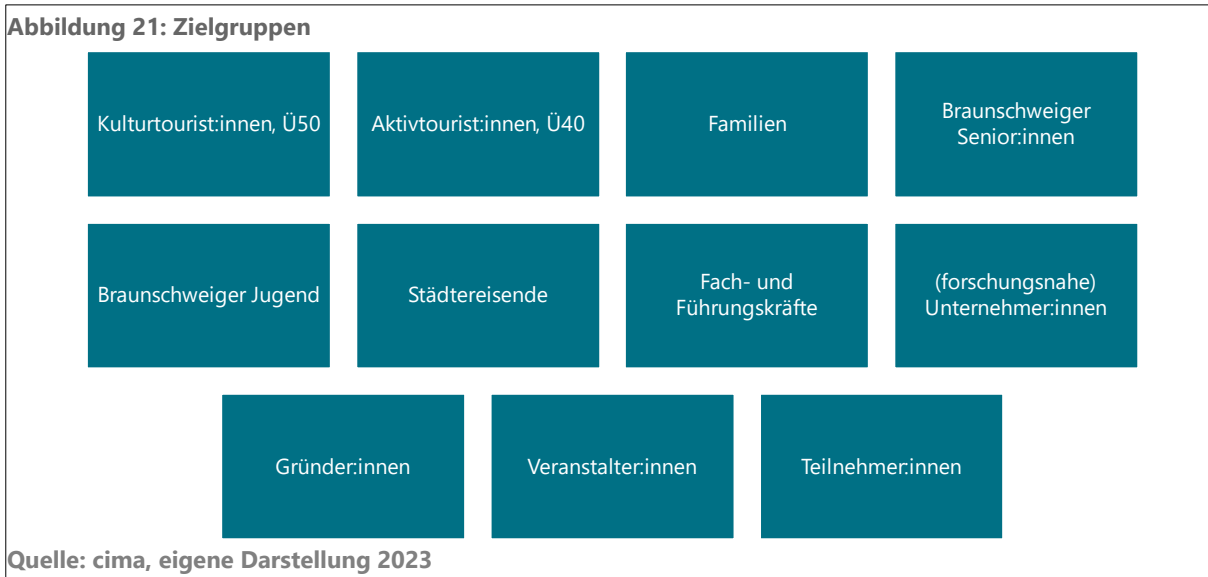 Abbildung 21: Zielgruppen
Kulturtourist:innen, Ü50
Aktivtourist:innen, Ü40
Familien
Braunschweiger
Senior:innen
Braunschweiger Jugend
Städtereisende
Fach- und
Führungskräfte
(forschungsnahe)
Unternehmer:innen
Gründer:innen
Veranstalter:innen
Teilnehmer:innen
Quelle: cima, eigene Darstellung 2023